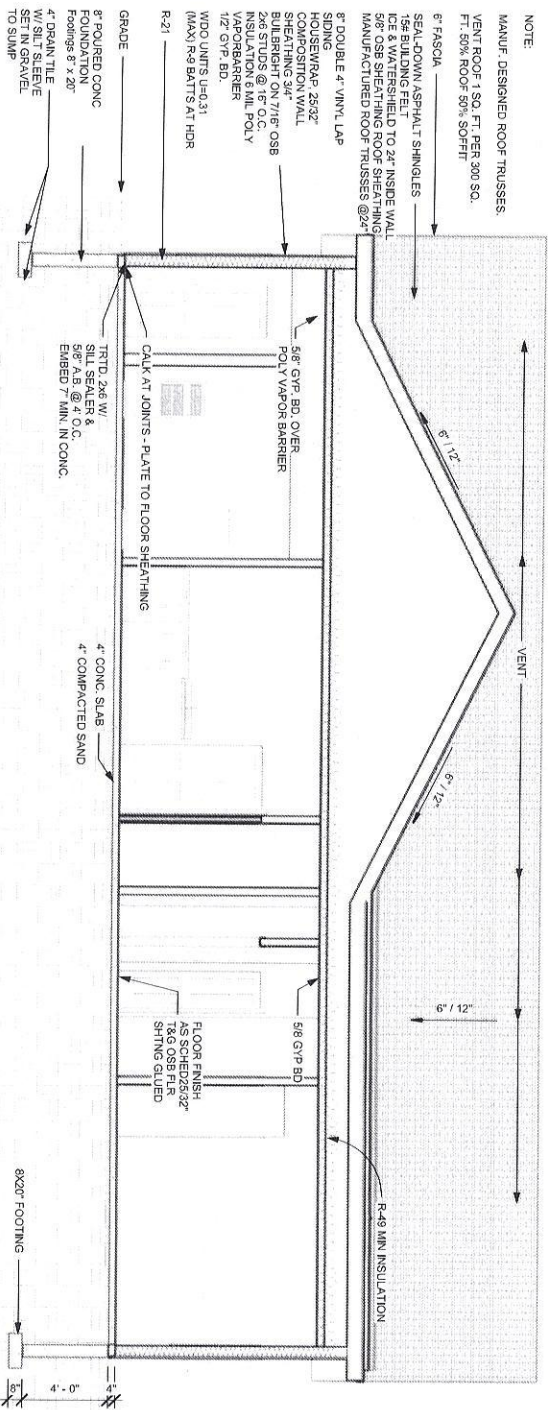 NOTE:
MANUF. DESIGNED ROOF TRUSSES.
VENT ROOF 1 SQ. FT. PER 300 SQ.
FT. 50% ROOF 50% SOFFIT
6" FASCIA
SEAL-DOWN ASPHALT SHINGLES
15# BUILDING FELT
ICE & WATERSHIELD TO 24" INSIDE WALL
5/8" OSB SHEATHING ROOF SHEATHING
MANUFACTURED ROOF TRUSSES @24"
8" DOUBLE 4" VINYL LAP
SIDING
HOUSEWRAP, 25/32"
COMPOSITION WALL
SHEATHING 3/4"
BUILBRIGHT ON 7/16" OSB
2x6 STUDS @ 16" O.C.
INSULATION 6 MIL POLY
VAPORBARRIER
1/2" GYP. BD.
WDO UNITS U=0.31
(MAX) R-9 BATTS AT HDR
R-21
GRADE
8" POURED CONC
FOUNDATION
Footings 8" x 20"
4" DRAIN TILE
W/ SILT SLEEVE
SET IN GRAVEL
TO SUMP
6" / 12"
VENT
6" / 12"
6" / 12"
5/8" GYP. BD. OVER
POLY VAPOR BARRIER
5/8 GYP BD
R-49 MIN INSULATION
CALK AT JOINTS - PLATE TO FLOOR SHEATHING
TRTD. 2x6 W/
SILL SEALER &
5/8" A.B. @ 4' O.C.
EMBED 7" MIN. IN CONC.
4" CONC. SLAB
4" COMPACTED SAND
FLOOR FINISH
AS SCHED25/32"
T&G OSB FLR
SHTNG GLUED
8X20" FOOTING
4"
4' - 0"
8"